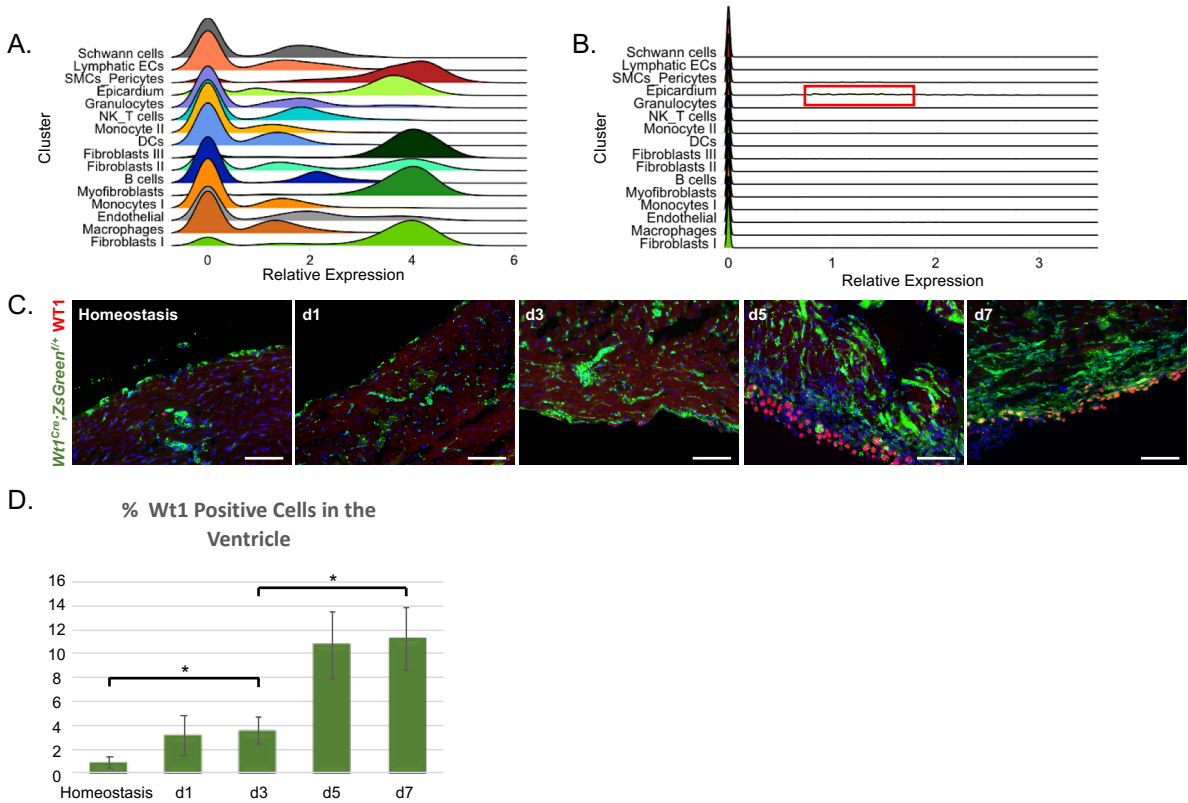 A.
Cluster
Schwann cells
Lymphatic ECs
SMCs_Pericytes
Epicardium
Granulocytes
NK_T cells
Monocyte II
DCs
Fibroblasts III
Fibroblasts II
B cells
Myofibroblasts
Monocytes I
Endothelial
Macrophages
Fibroblasts I
0 2 4 6
Relative Expression
B.
Cluster
Schwann cells
Lymphatic ECs
SMCs_Pericytes
Epicardium
Granulocytes
NK_T cells
Monocyte II
DCs
Fibroblasts III
Fibroblasts II
B cells
Myofibroblasts
Monocytes I
Endothelial
Macrophages
Fibroblasts I
0 1 2 3
Relative Expression
C.
Wt1Cre;ZsGreenf/+ WT1
Homeostasis
d1
d3
d5
d7
D.
% Wt1 Positive Cells in the
Ventricle
16
14
12
10
8
6
4
2
0
*
*
Homeostasis d1 d3 d5 d7